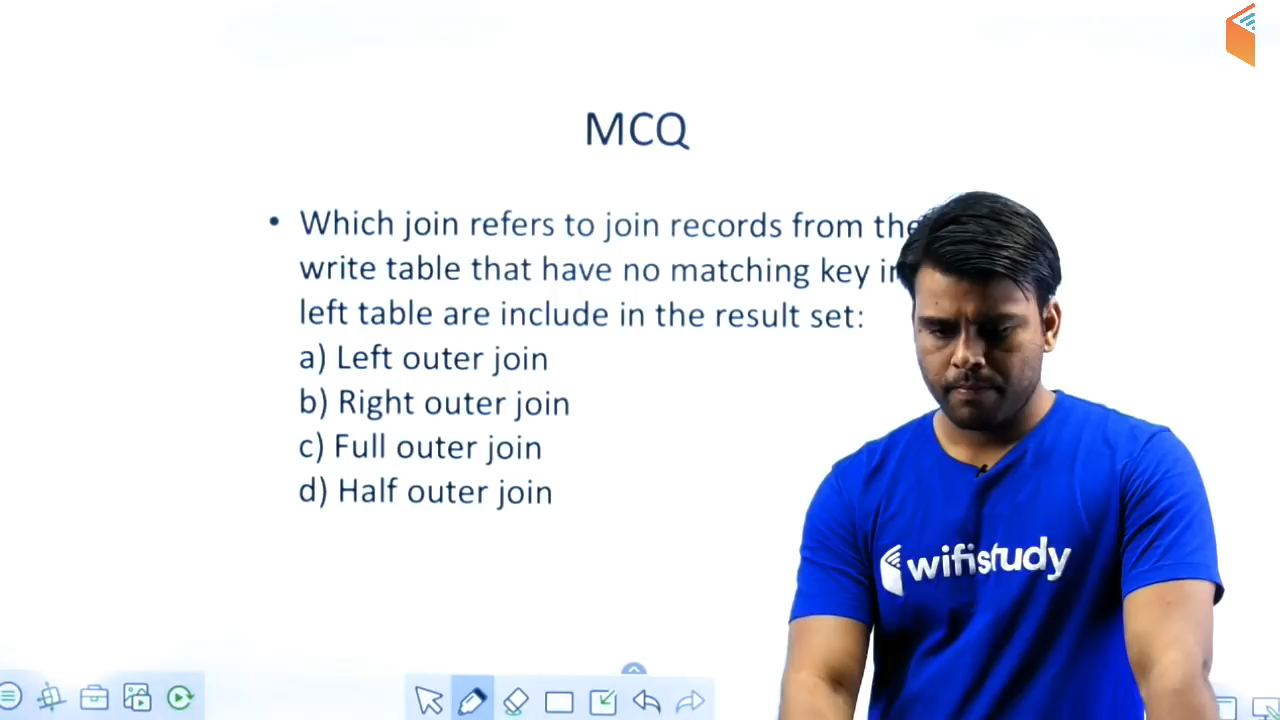 MCQ
• Which join refers to join records from the
write table that have no matching key in
left table are include in the result set:
a) Left outer join
b) Right outer join
c) Full outer join
d) Half outer join
wifistudy